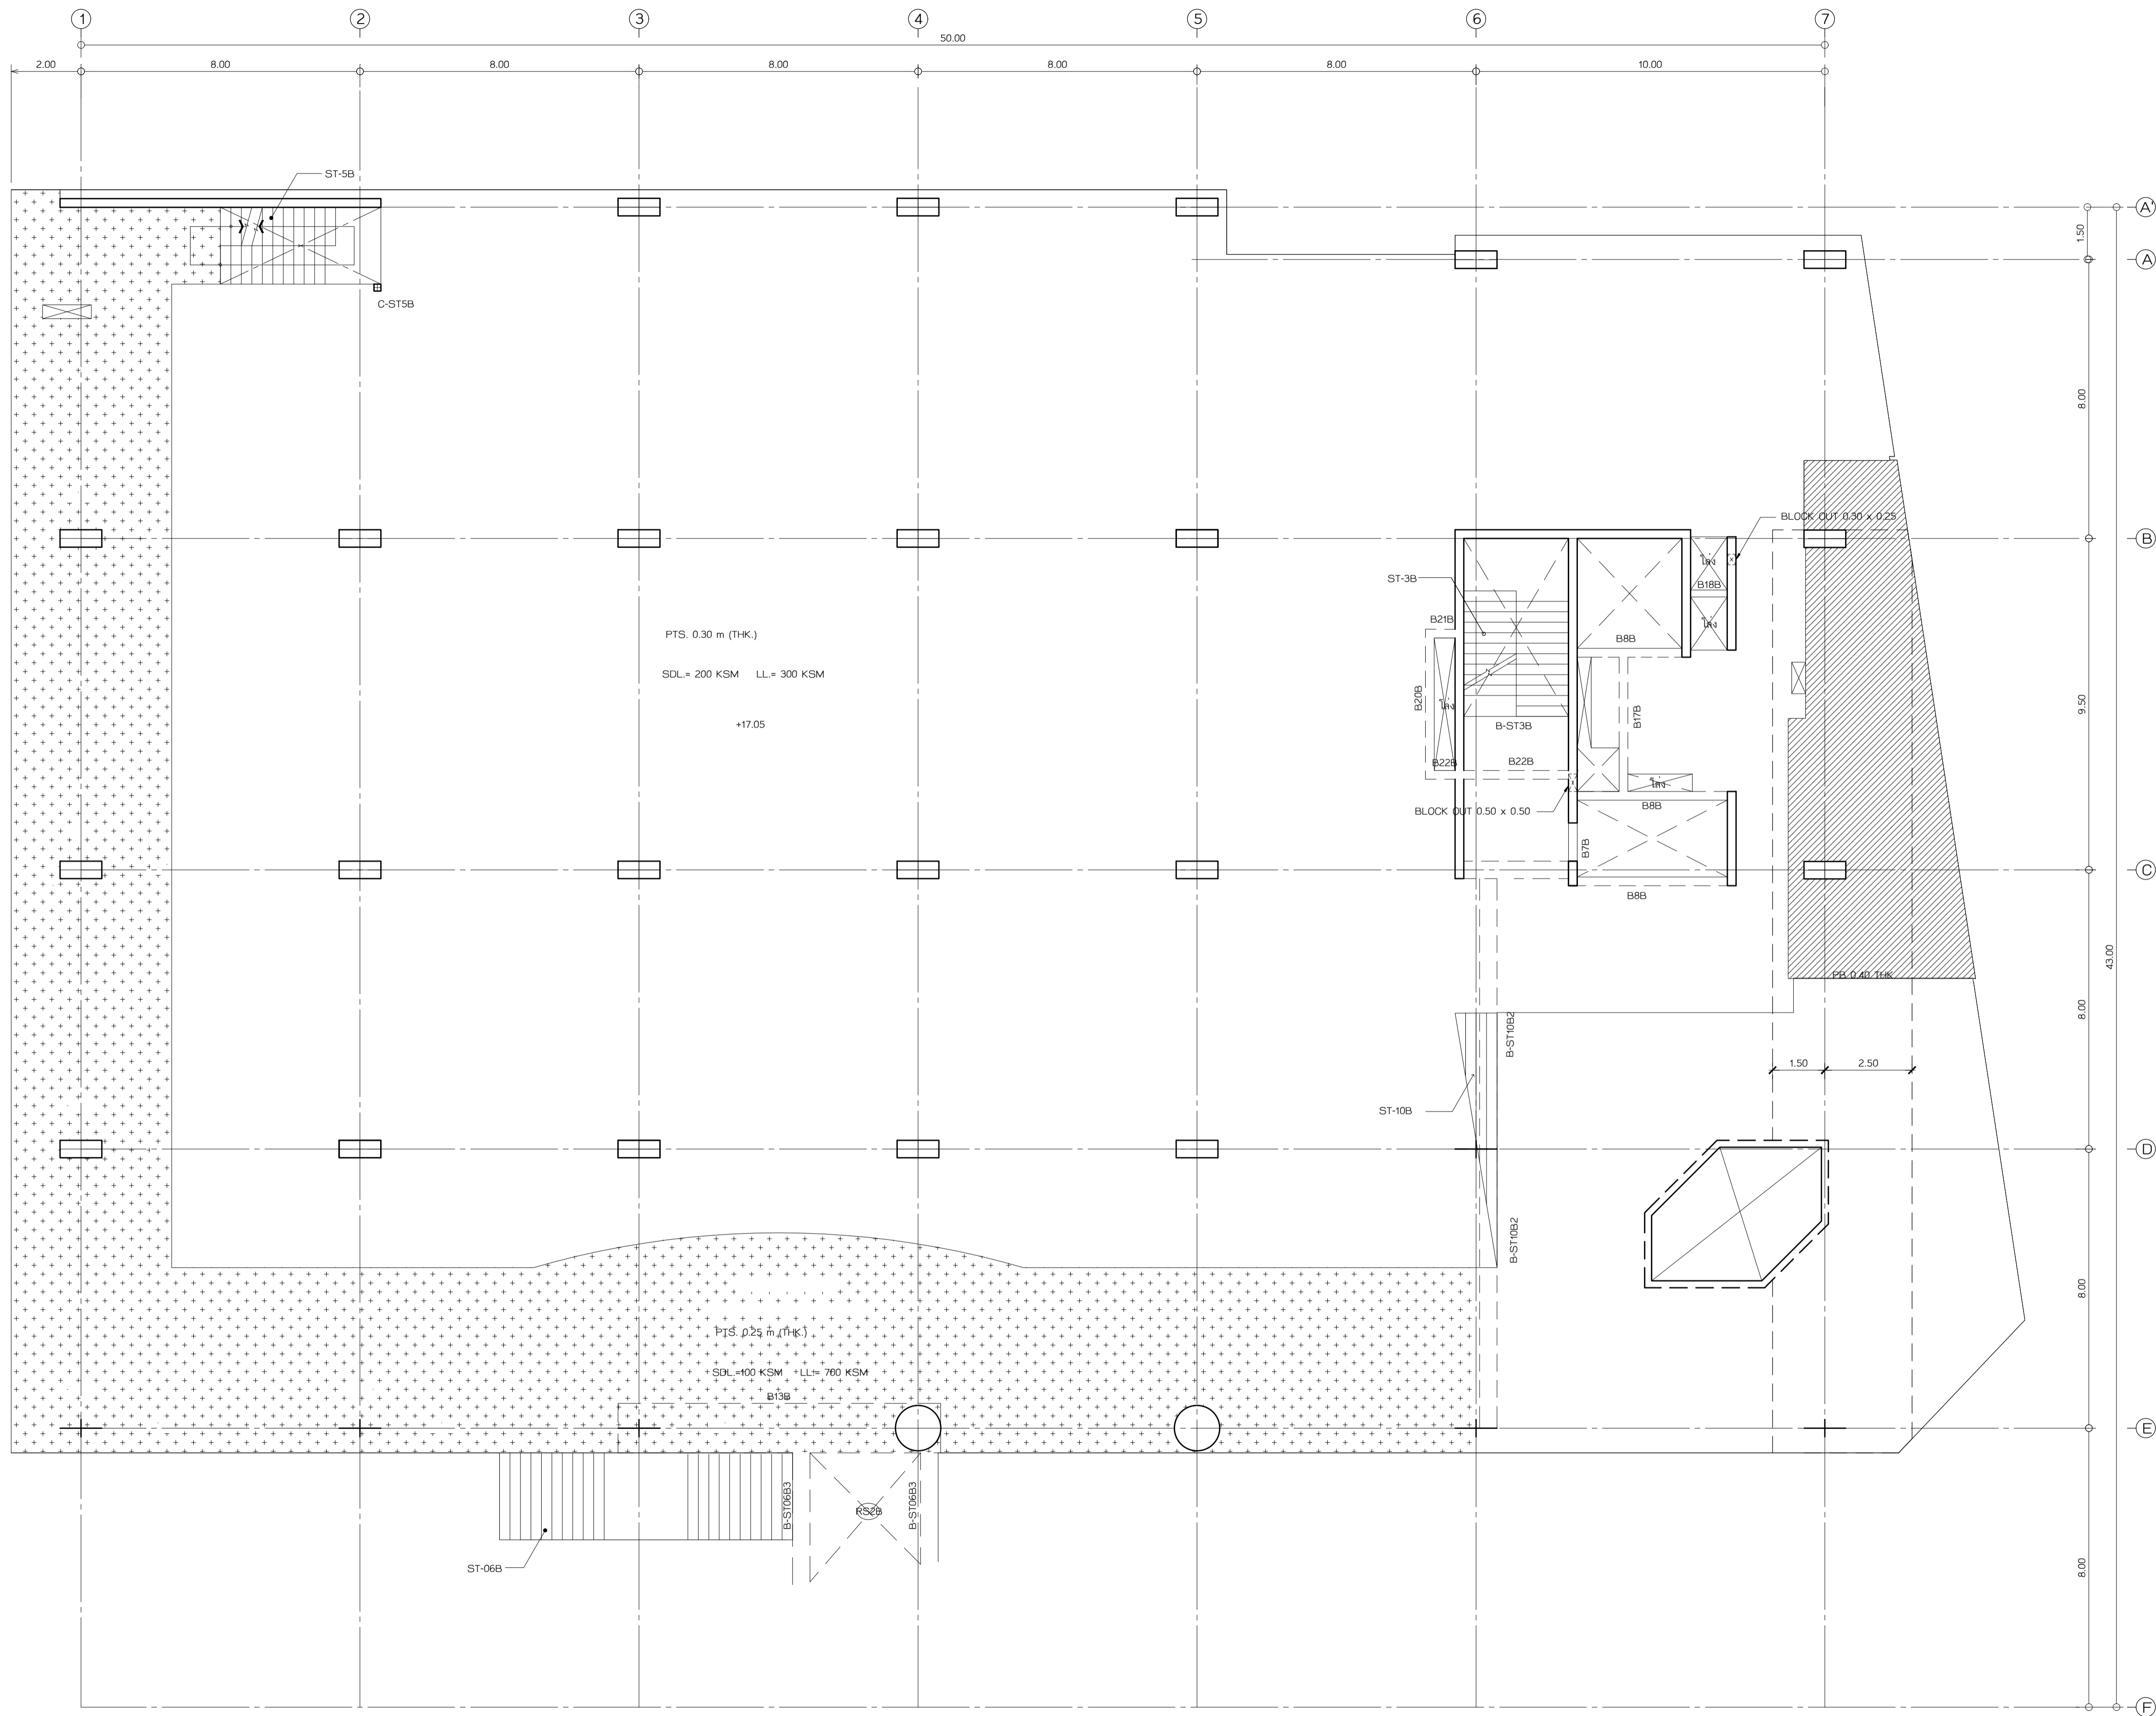 1 2 3 4 5 6 7
50.00
2.00 8.00 8.00 8.00 8.00 8.00 10.00
ST-5B
A'
1.50
A
C-ST5B
8.00
BLOCK OUT 0.30 x 0.25
B
ST-3B
B18B
B21B
PTS. 0.30 m (THK.)
B8B
SDL.= 200 KSM LL.= 300 KSM
B20B
9.50
B17B
+17.05
B-ST3B
B22B
B22B
B8B
BLOCK OUT 0.50 x 0.50
B7B
C
B8B
43.00
PB 0.40 THK
8.00
B-ST10B2
1.50 2.50
ST-10B
D
B-ST10B2
8.00
PTS. 0.25 m (THK.)
SDL.=100 KSM LL.= 700 KSM
B13B
E
B-ST06B3
RS2B
B-ST06B3
ST-06B
8.00
F